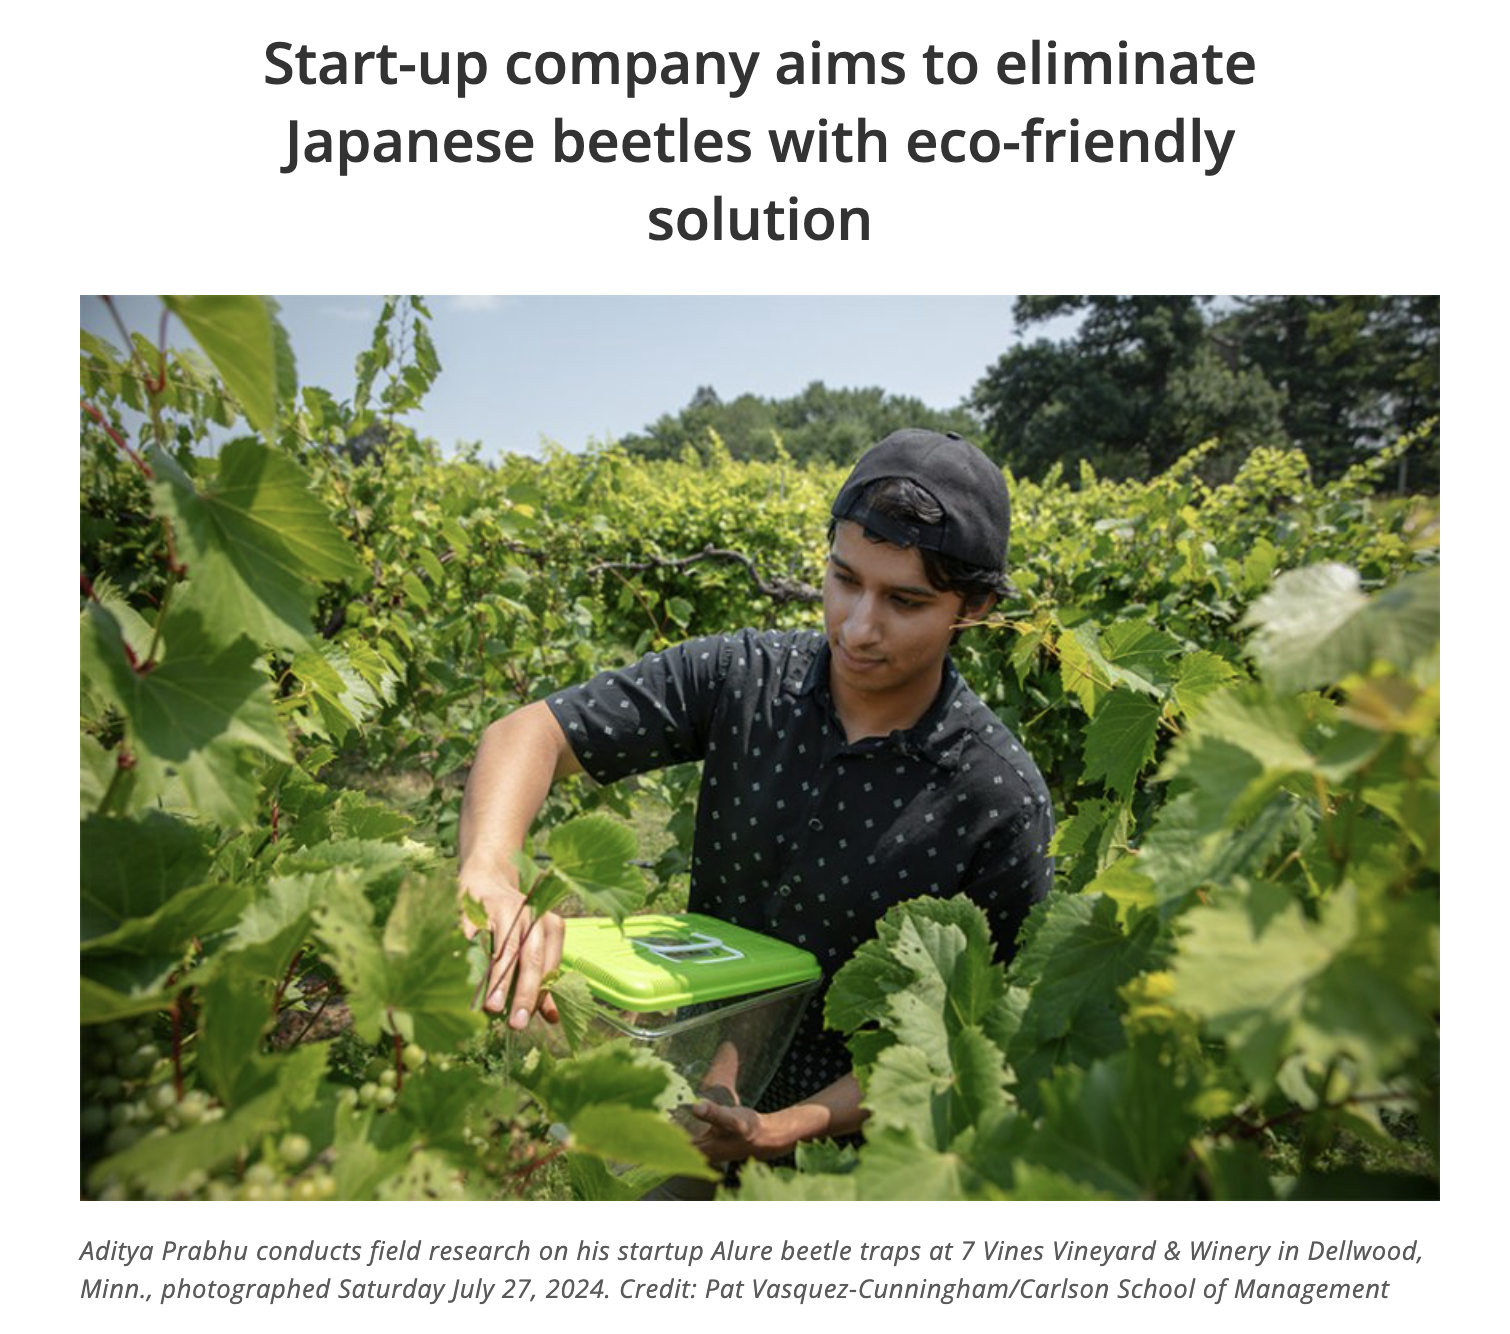 Start-up company aims to eliminate
Japanese beetles with eco-friendly
solution
Aditya Prabhu conducts field research on his startup Alure beetle traps at 7 Vines Vineyard & Winery in Dellwood,
Minn., photographed Saturday July 27, 2024. Credit: Pat Vasquez-Cunningham/Carlson School of Management